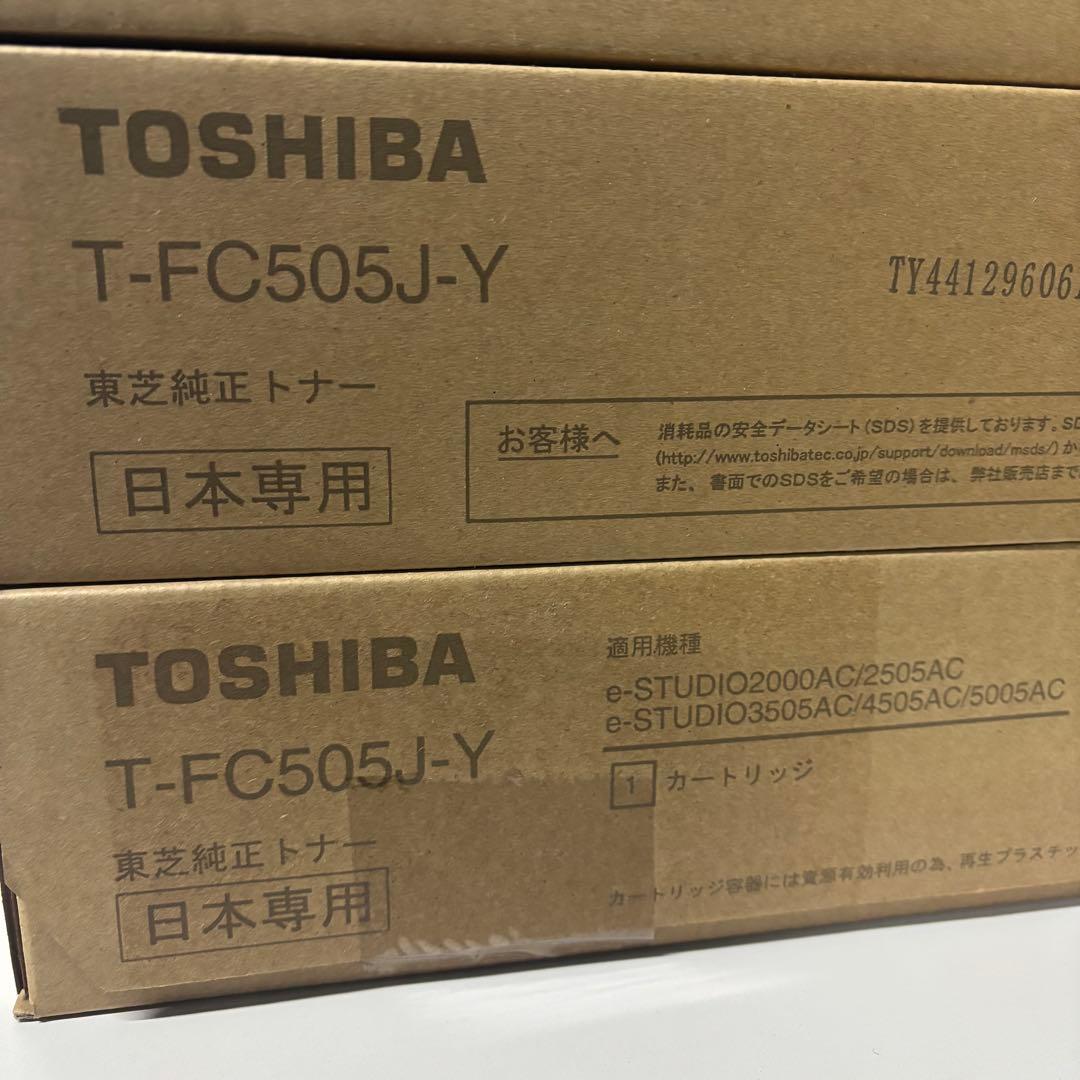 TOSHIBA
T-FC505J-Y
TY44129606
東芝純正トナー
日本専用
お客様へ
消耗品の安全データシート(SDS)を提供しております。SD
(http://www.toshibatec.co.jp/support/download/msds/)か
また、書面でのSDSをご希望の場合は、弊社販売店まで
TOSHIBA
T-FC505J-Y
東芝純正トナー
日本専用
適用機種
e-STUDIO2000AC/2505AC
e-STUDIO3505AC/4505AC/5005AC
1 カートリッジ
カートリッジ容器には資源有効利用の為、再生プラスチッ